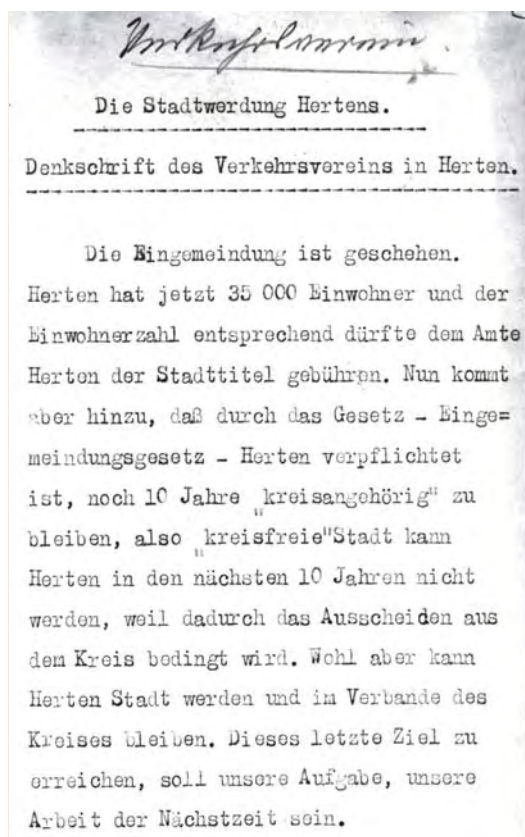 Verkehrsverein.
Die Stadtwerdung Hertens.
Denkschrift des Verkehrsvereins in Herten.
Die Eingemeindung ist geschehen.
Herten hat jetzt 35 000 Einwohner und der
Einwohnerzahl entsprechend dürfte dem Amte
Herten der Stadttitel gebühren. Nun kommt
aber hinzu, daß durch das Gesetz - Einge=
meindungsgesetz - Herten verpflichtet
ist, noch 10 Jahre „kreisangehörig" zu
bleiben, also „kreisfreie"Stadt kann
Herten in den nächsten 10 Jahren nicht
werden, weil dadurch das Ausscheiden aus
dem Kreis bedingt wird. Wohl aber kann
Herten Stadt werden und im Verbande des
Kreises bleiben. Dieses letzte Ziel zu
erreichen, soll unsere Aufgabe, unsere
Arbeit der Nächstzeit sein.